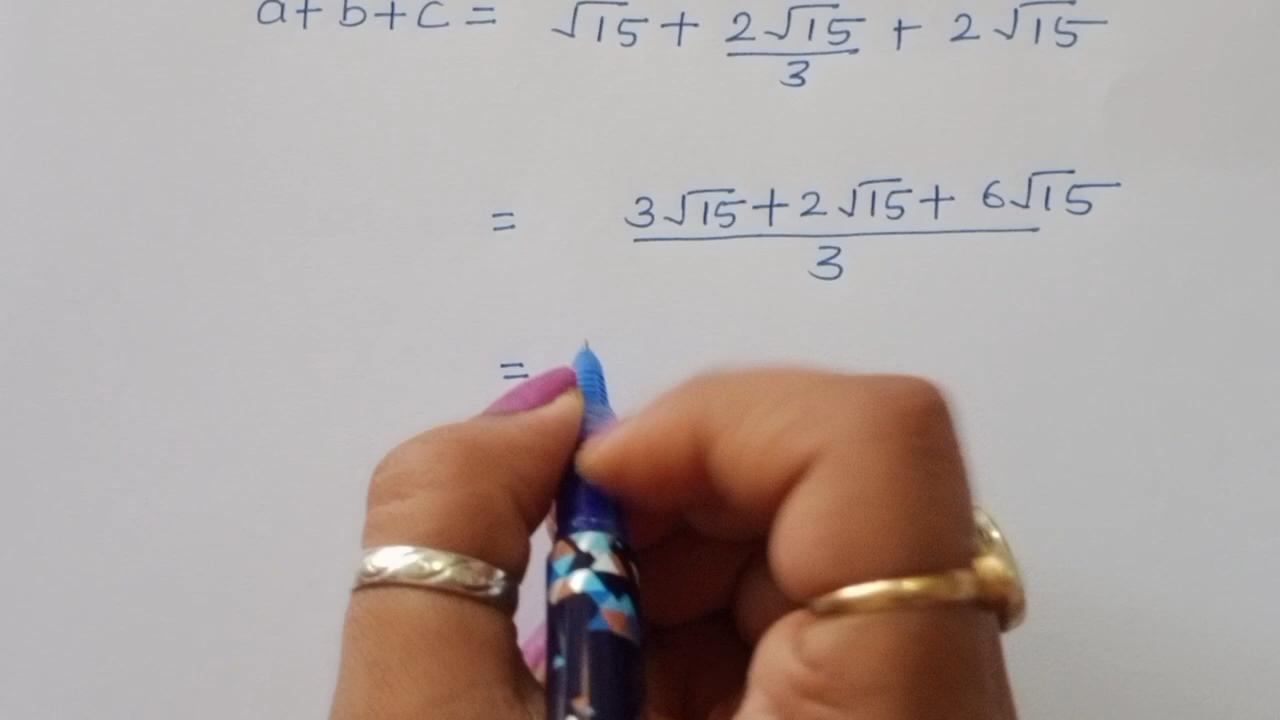 a+b+c = √15 + 2√15/3 + 2√15
= 3√15+2√15+6√15/3
=